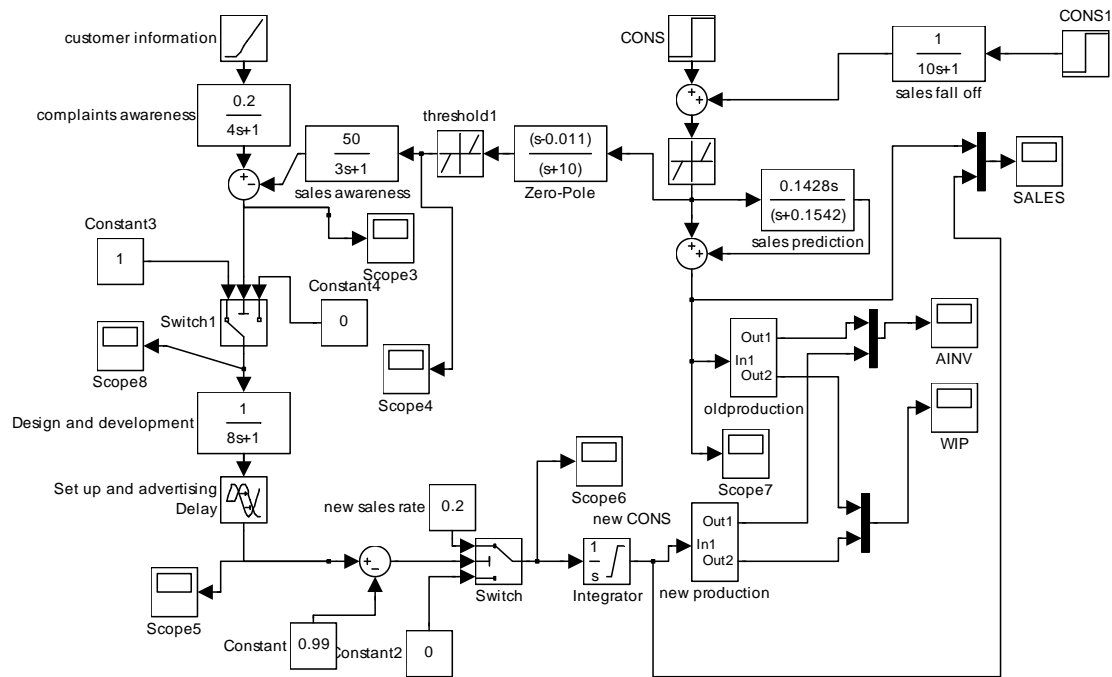 customer information
CONS
CONS1
1
10s+1
sales fall off
0.2
4s+1
complaints awareness
threshold1
50
3s+1
sales awareness
(s-0.011)
(s+10)
Zero-Pole
+
-
+
+
SALES
0.1428s
(s+0.1542)
sales prediction
Constant3
1
Scope3
+
+
Constant4
0
Switch1
Scope8
Scope4
Out1
In1
Out2
oldproduction
AINV
1
8s+1
Design and development
WIP
Scope7
Set up and advertising
Delay
new sales rate
0.2
Scope6
new CONS
Out1
In1
Out2
new production
+
-
Switch
1
s
Integrator
Scope5
Constant
0.99
Constant2
0